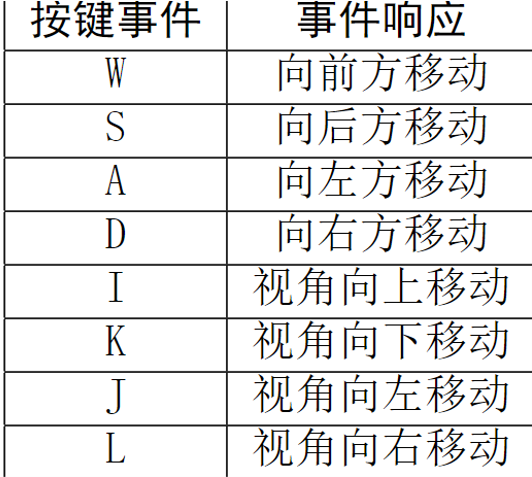 按键事件 事件响应
W 向前方移动
S 向后方移动
A 向左方移动
D 向右方移动
I 视角向上移动
K 视角向下移动
J 视角向左移动
L 视角向右移动